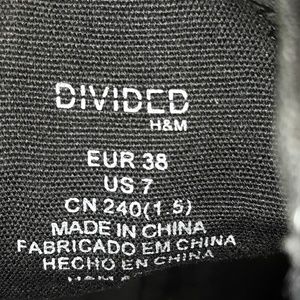 DIVIDED
H&M
EUR 38
US 7
CN 240(1.5)
MADE IN CHINA
FABRICADO EM CHINA
HECHO EN CHINA
H&M